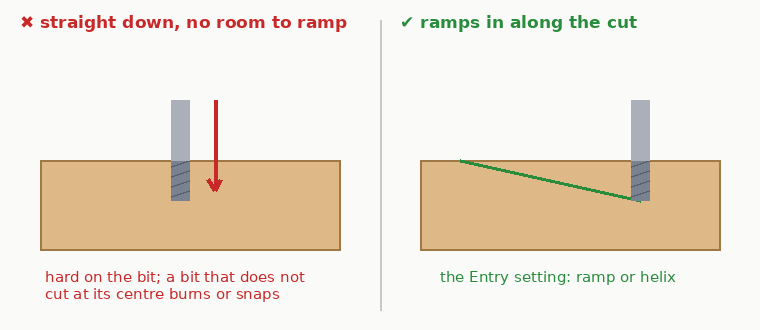 ✖ straight down, no room to ramp
✔ ramps in along the cut
hard on the bit; a bit that does not
cut at its centre burns or snaps
the Entry setting: ramp or helix